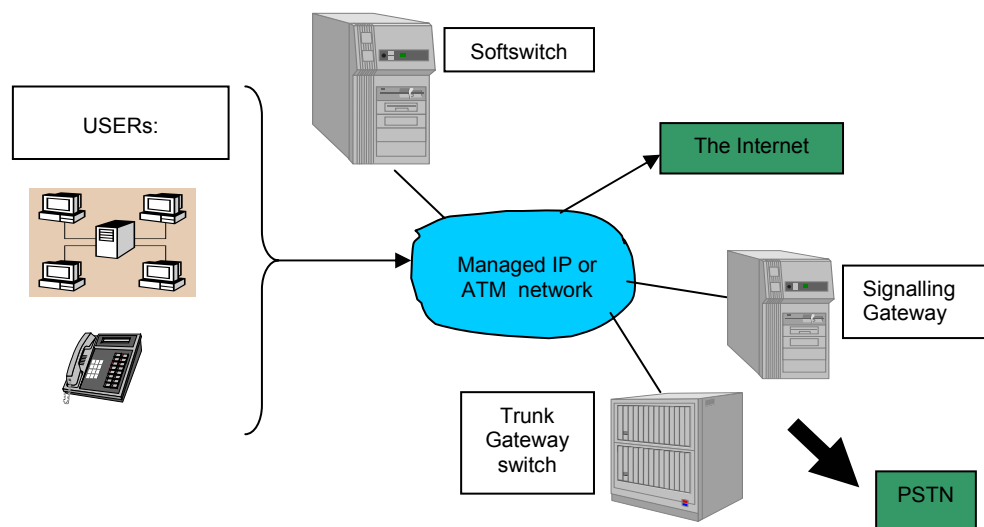 Softswitch
USERs:
The Internet
Managed IP or
ATM network
Signalling
Gateway
Trunk
Gateway
switch
PSTN